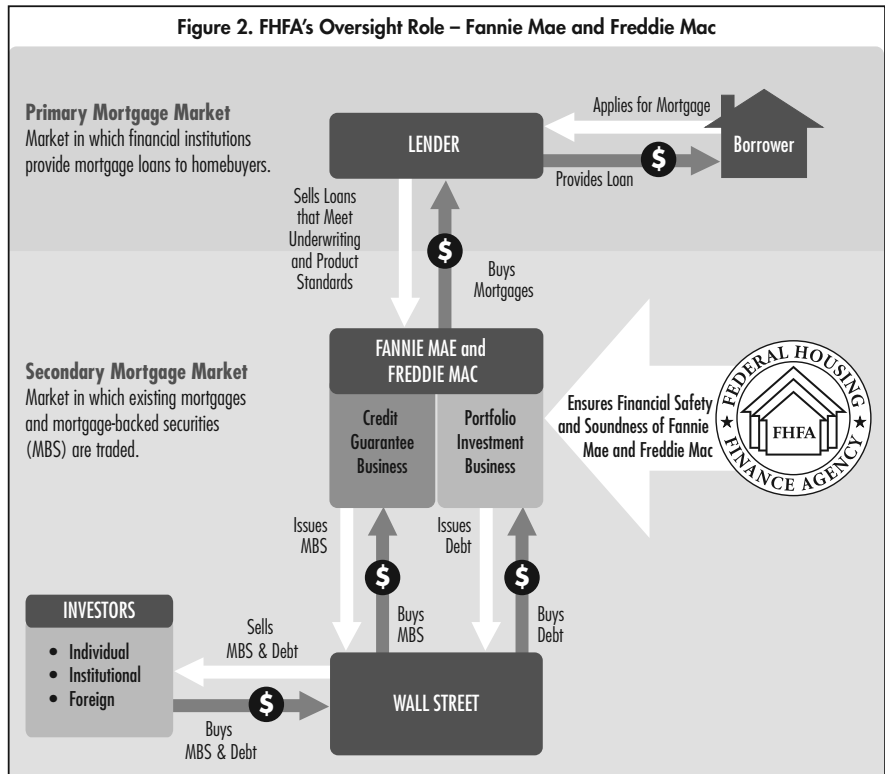 Figure 2. FHFA's Oversight Role – Fannie Mae and Freddie Mac
Primary Mortgage Market
Market in which financial institutions
provide mortgage loans to homebuyers.
LENDER
Applies for Mortgage
Borrower
$
Provides Loan
Sells Loans
that Meet
Underwriting
and Product
Standards
$
Buys
Mortgages
Secondary Mortgage Market
Market in which existing mortgages
and mortgage-backed securities
(MBS) are traded.
FANNIE MAE and
FREDDIE MAC
Credit
Guarantee
Business
Portfolio
Investment
Business
Ensures Financial Safety
and Soundness of Fannie
Mae and Freddie Mac
FEDERAL HOUSING
FHFA
FINANCE AGENCY
Issues
MBS
$
Buys
MBS
Issues
Debt
$
Buys
Debt
INVESTORS
• Individual
• Institutional
• Foreign
Sells
MBS & Debt
$
Buys
MBS & Debt
WALL STREET